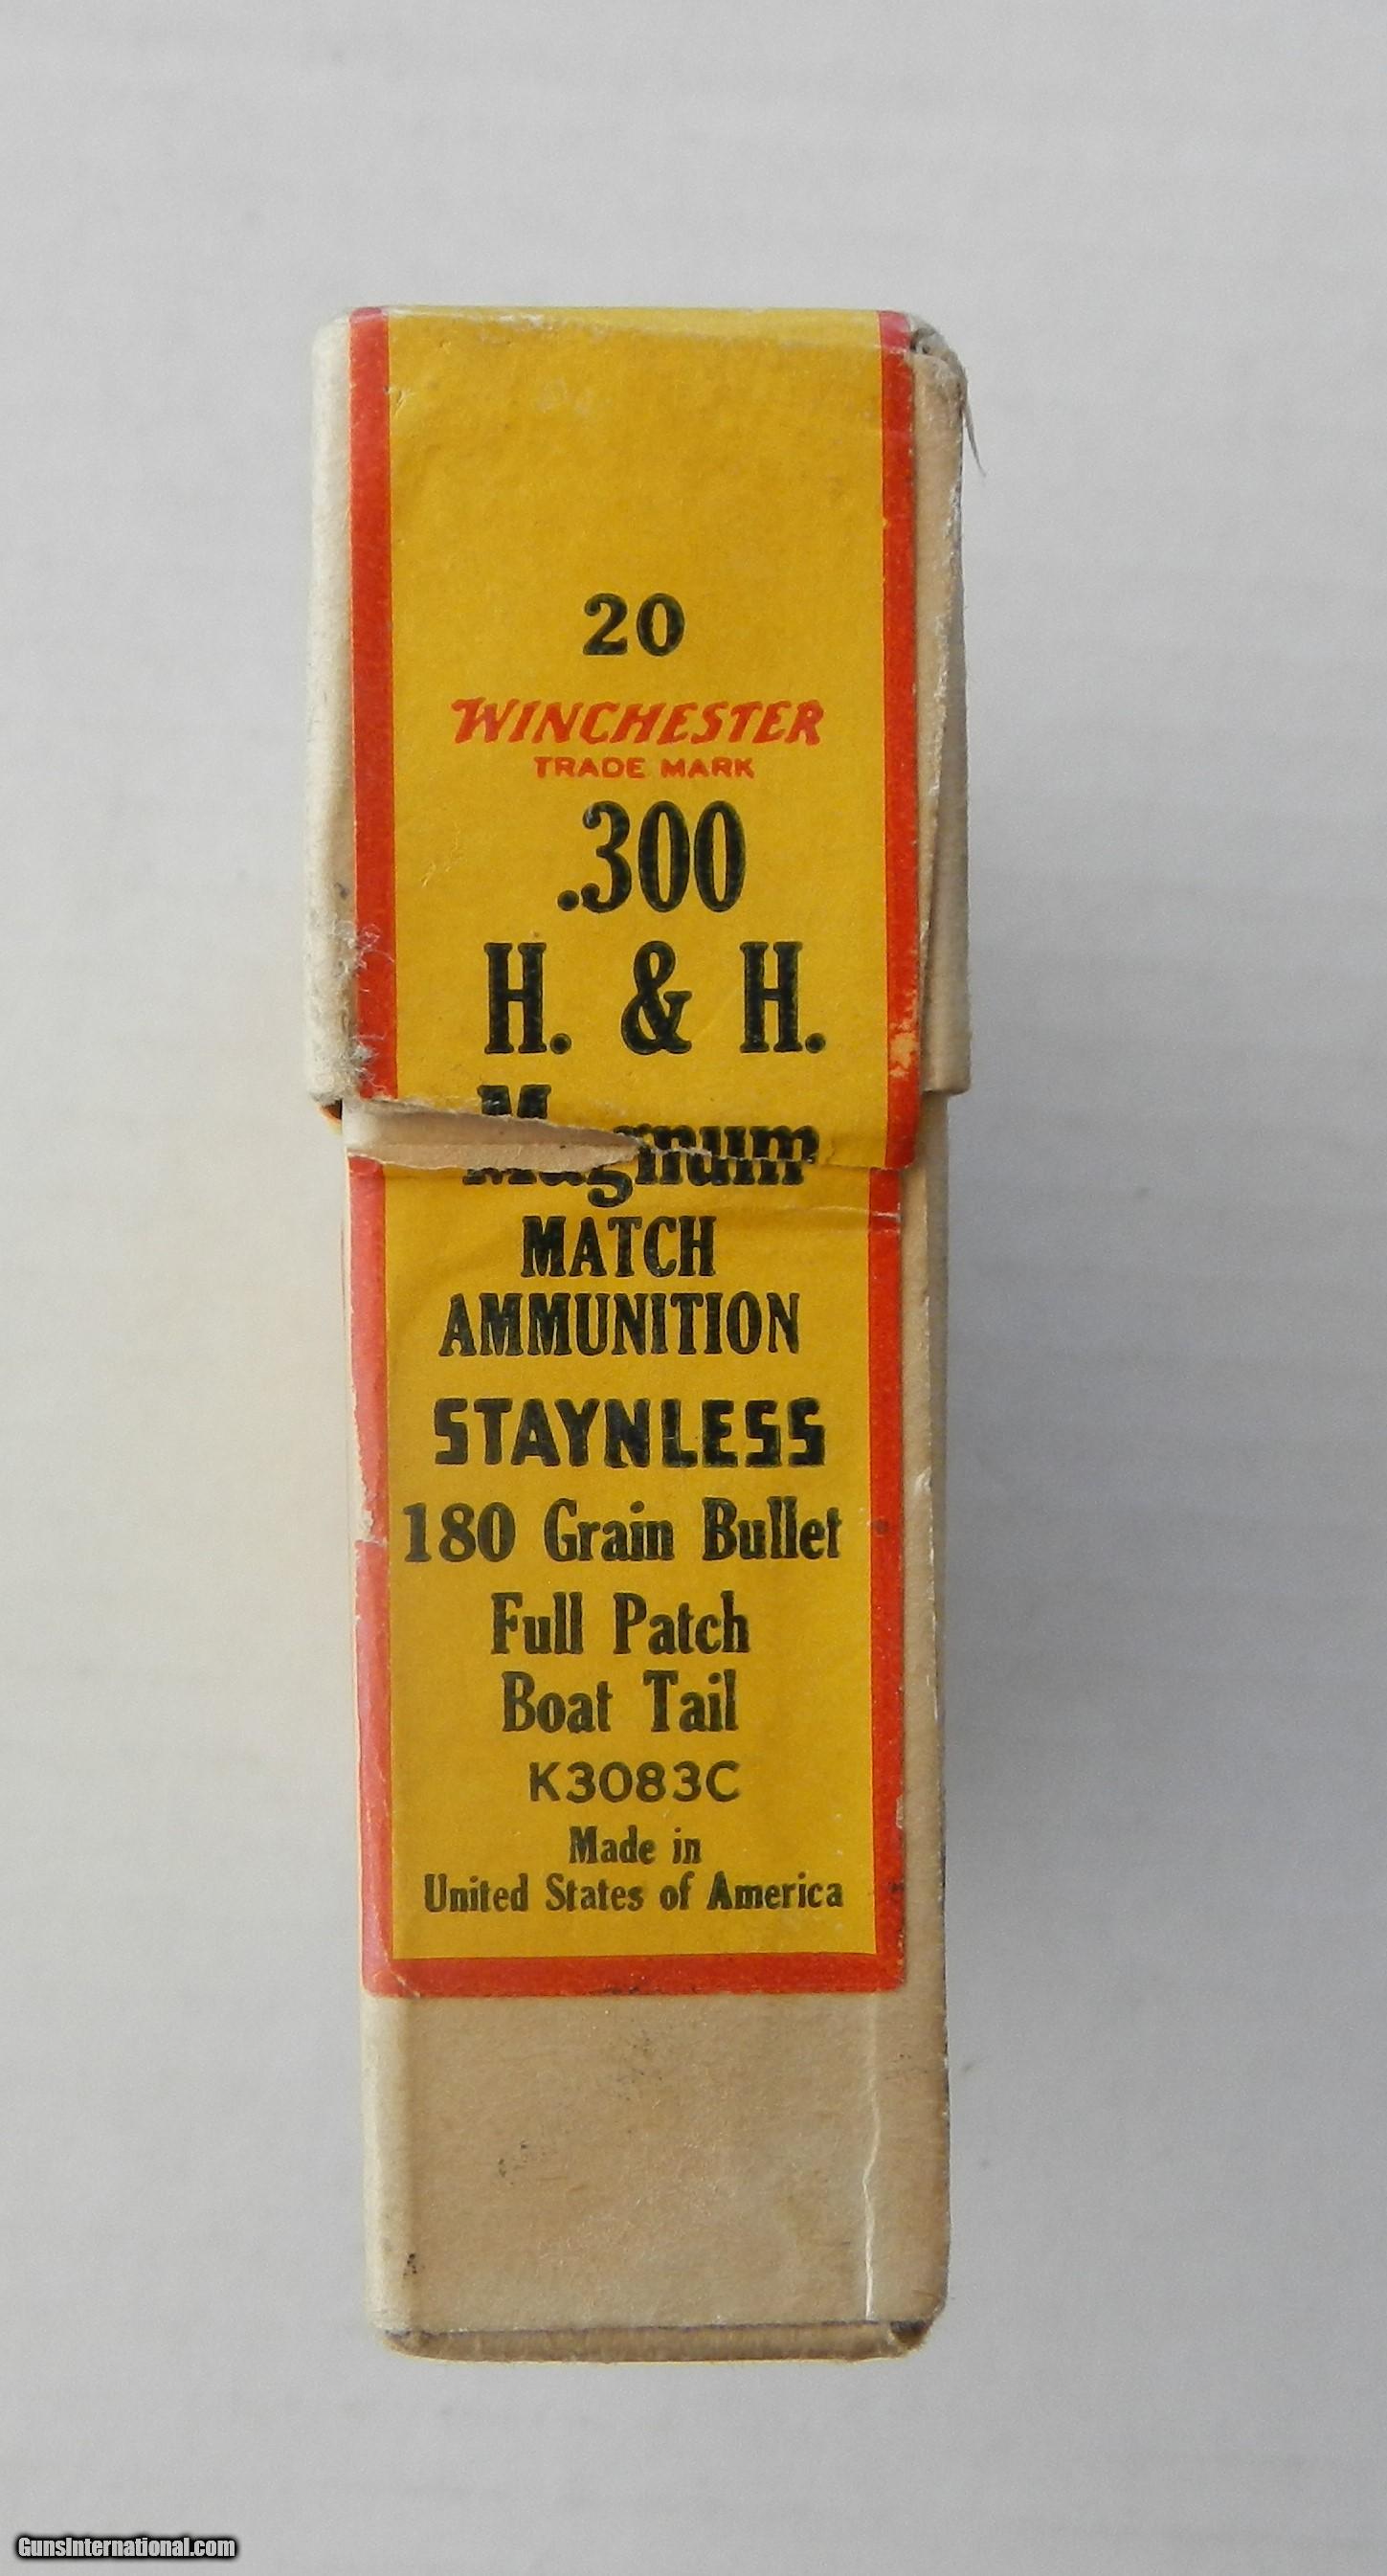 20
WINCHESTER
TRADE MARK
.300
H. & H.
Magnum
MATCH
AMMUNITION
STAYNLESS
180 Grain Bullet
Full Patch
Boat Tail
K3083C
Made in
United States of America
GunsInternational.com